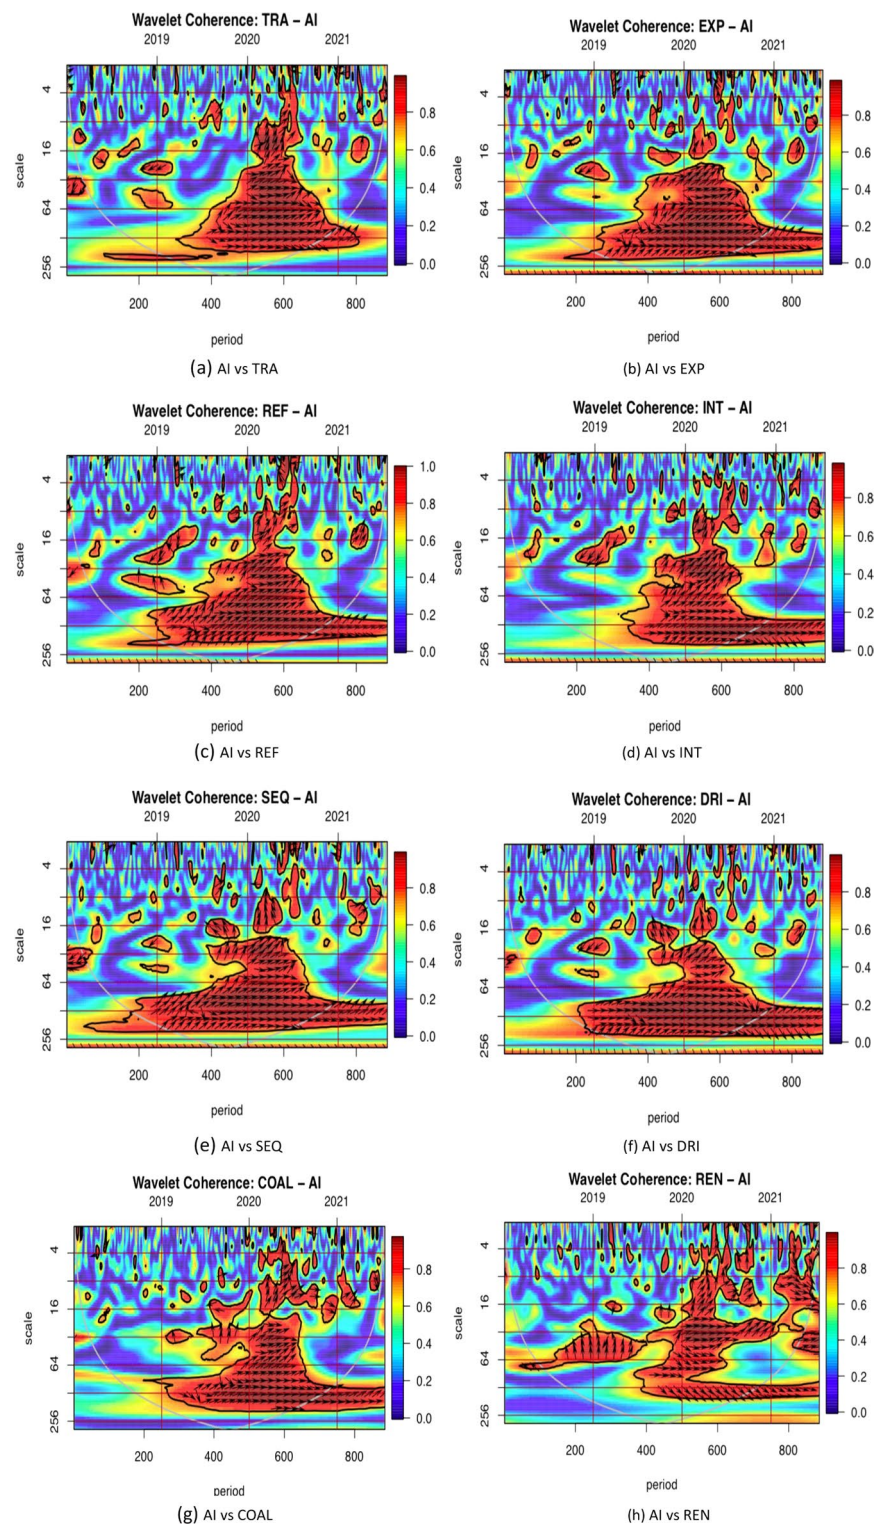 Wavelet Coherence: TRA – AI
2019 2020 2021
scale
4
16
64
256
0.8
0.6
0.4
0.2
0.0
200 400 600 800
period
(a) AI vs TRA
Wavelet Coherence: EXP – AI
2019 2020 2021
scale
4
16
64
256
0.8
0.6
0.4
0.2
0.0
200 400 600 800
period
(b) AI vs EXP
Wavelet Coherence: REF – AI
2019 2020 2021
scale
4
16
64
256
1.0
0.8
0.6
0.4
0.2
0.0
200 400 600 800
period
(c) AI vs REF
Wavelet Coherence: INT – AI
2019 2020 2021
scale
4
16
64
256
0.8
0.6
0.4
0.2
0.0
200 400 600 800
period
(d) AI vs INT
Wavelet Coherence: SEQ – AI
2019 2020 2021
scale
4
16
64
256
0.8
0.6
0.4
0.2
0.0
200 400 600 800
period
(e) AI vs SEQ
Wavelet Coherence: DRI – AI
2019 2020 2021
scale
4
16
64
256
0.8
0.6
0.4
0.2
0.0
200 400 600 800
period
(f) AI vs DRI
Wavelet Coherence: COAL – AI
2019 2020 2021
scale
4
16
64
256
0.8
0.6
0.4
0.2
0.0
200 400 600 800
period
(g) AI vs COAL
Wavelet Coherence: REN – AI
2019 2020 2021
scale
4
16
64
256
0.8
0.6
0.4
0.2
0.0
200 400 600 800
period
(h) AI vs REN